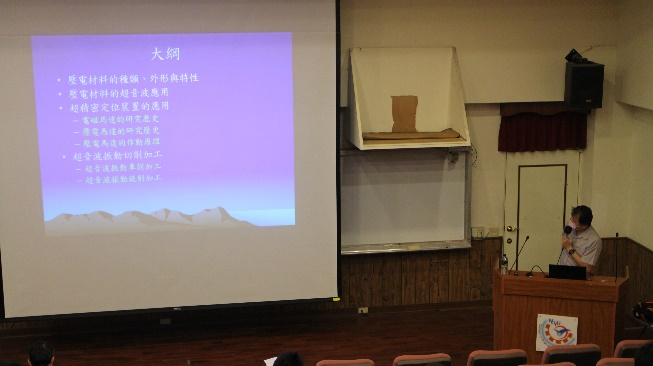 大綱
• 壓電材料的種類、外形與特性
• 壓電材料的超音波應用
• 超精密定位裝置的應用
– 電磁馬達的研究歷史
– 壓電馬達的研究歷史
– 壓電馬達的作動原理
• 超音波振動切削加工
– 超音波振動車削加工
– 超音波振動銑削加工